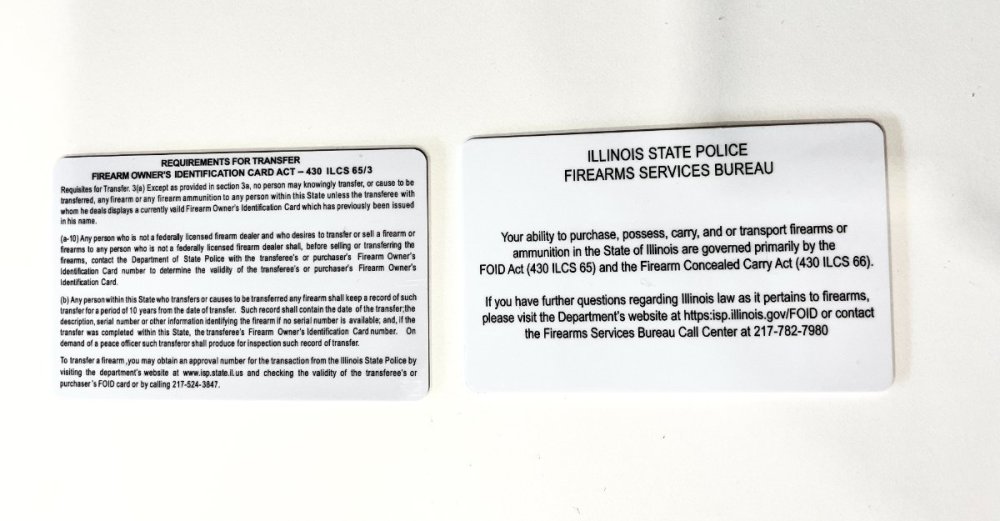 REQUIREMENTS FOR TRANSFER
FIREARM OWNER'S IDENTIFICATION CARD ACT – 430 ILCS 65/3
Requisites for Transfer. 3(a) Except as provided in section 3a, no person may knowingly transfer, or cause to be
transferred, any firearm or any firearm ammunition to any person within this State unless the transferee with
whom he deals displays a currently valid Firearm Owner's Identification Card which has previously been issued
in his name.
(a-10) Any person who is not a federally licensed firearm dealer and who desires to transfer or sell a firearm or
firearms to any person who is not a federally licensed firearm dealer shall, before selling or transferring the
firearms, contact the Department of State Police with the transferee's or purchaser's Firearm Owner's
Identification Card number to determine the validity of the transferee's or purchaser's Firearm Owner's
Identification Card.
(b) Any person within this State who transfers or causes to be transferred any firearm shall keep a record of such
transfer for a period of 10 years from the date of transfer. Such record shall contain the date of the transfer;the
description, serial number or other information identifying the firearm if no serial number is available; and, if the
transfer was completed within this State, the transferee's Firearm Owner's Identification Card number. On
demand of a peace officer such transferor shall produce for inspection such record of transfer.
To transfer a firearm ,you may obtain an approval number for the transaction from the Illinois State Police by
visiting the department's website at www.isp.state.il.us and checking the validity of the transferee's or
purchaser's FOID card or by calling 217-524-3847.
ILLINOIS STATE POLICE
FIREARMS SERVICES BUREAU
Your ability to purchase, possess, carry, and or transport firearms or
ammunition in the State of Illinois are governed primarily by the
FOID Act (430 ILCS 65) and the Firearm Concealed Carry Act (430 ILCS 66).
If you have further questions regarding Illinois law as it pertains to firearms,
please visit the Department's website at https:isp.illinois.gov/FOID or contact
the Firearms Services Bureau Call Center at 217-782-7980